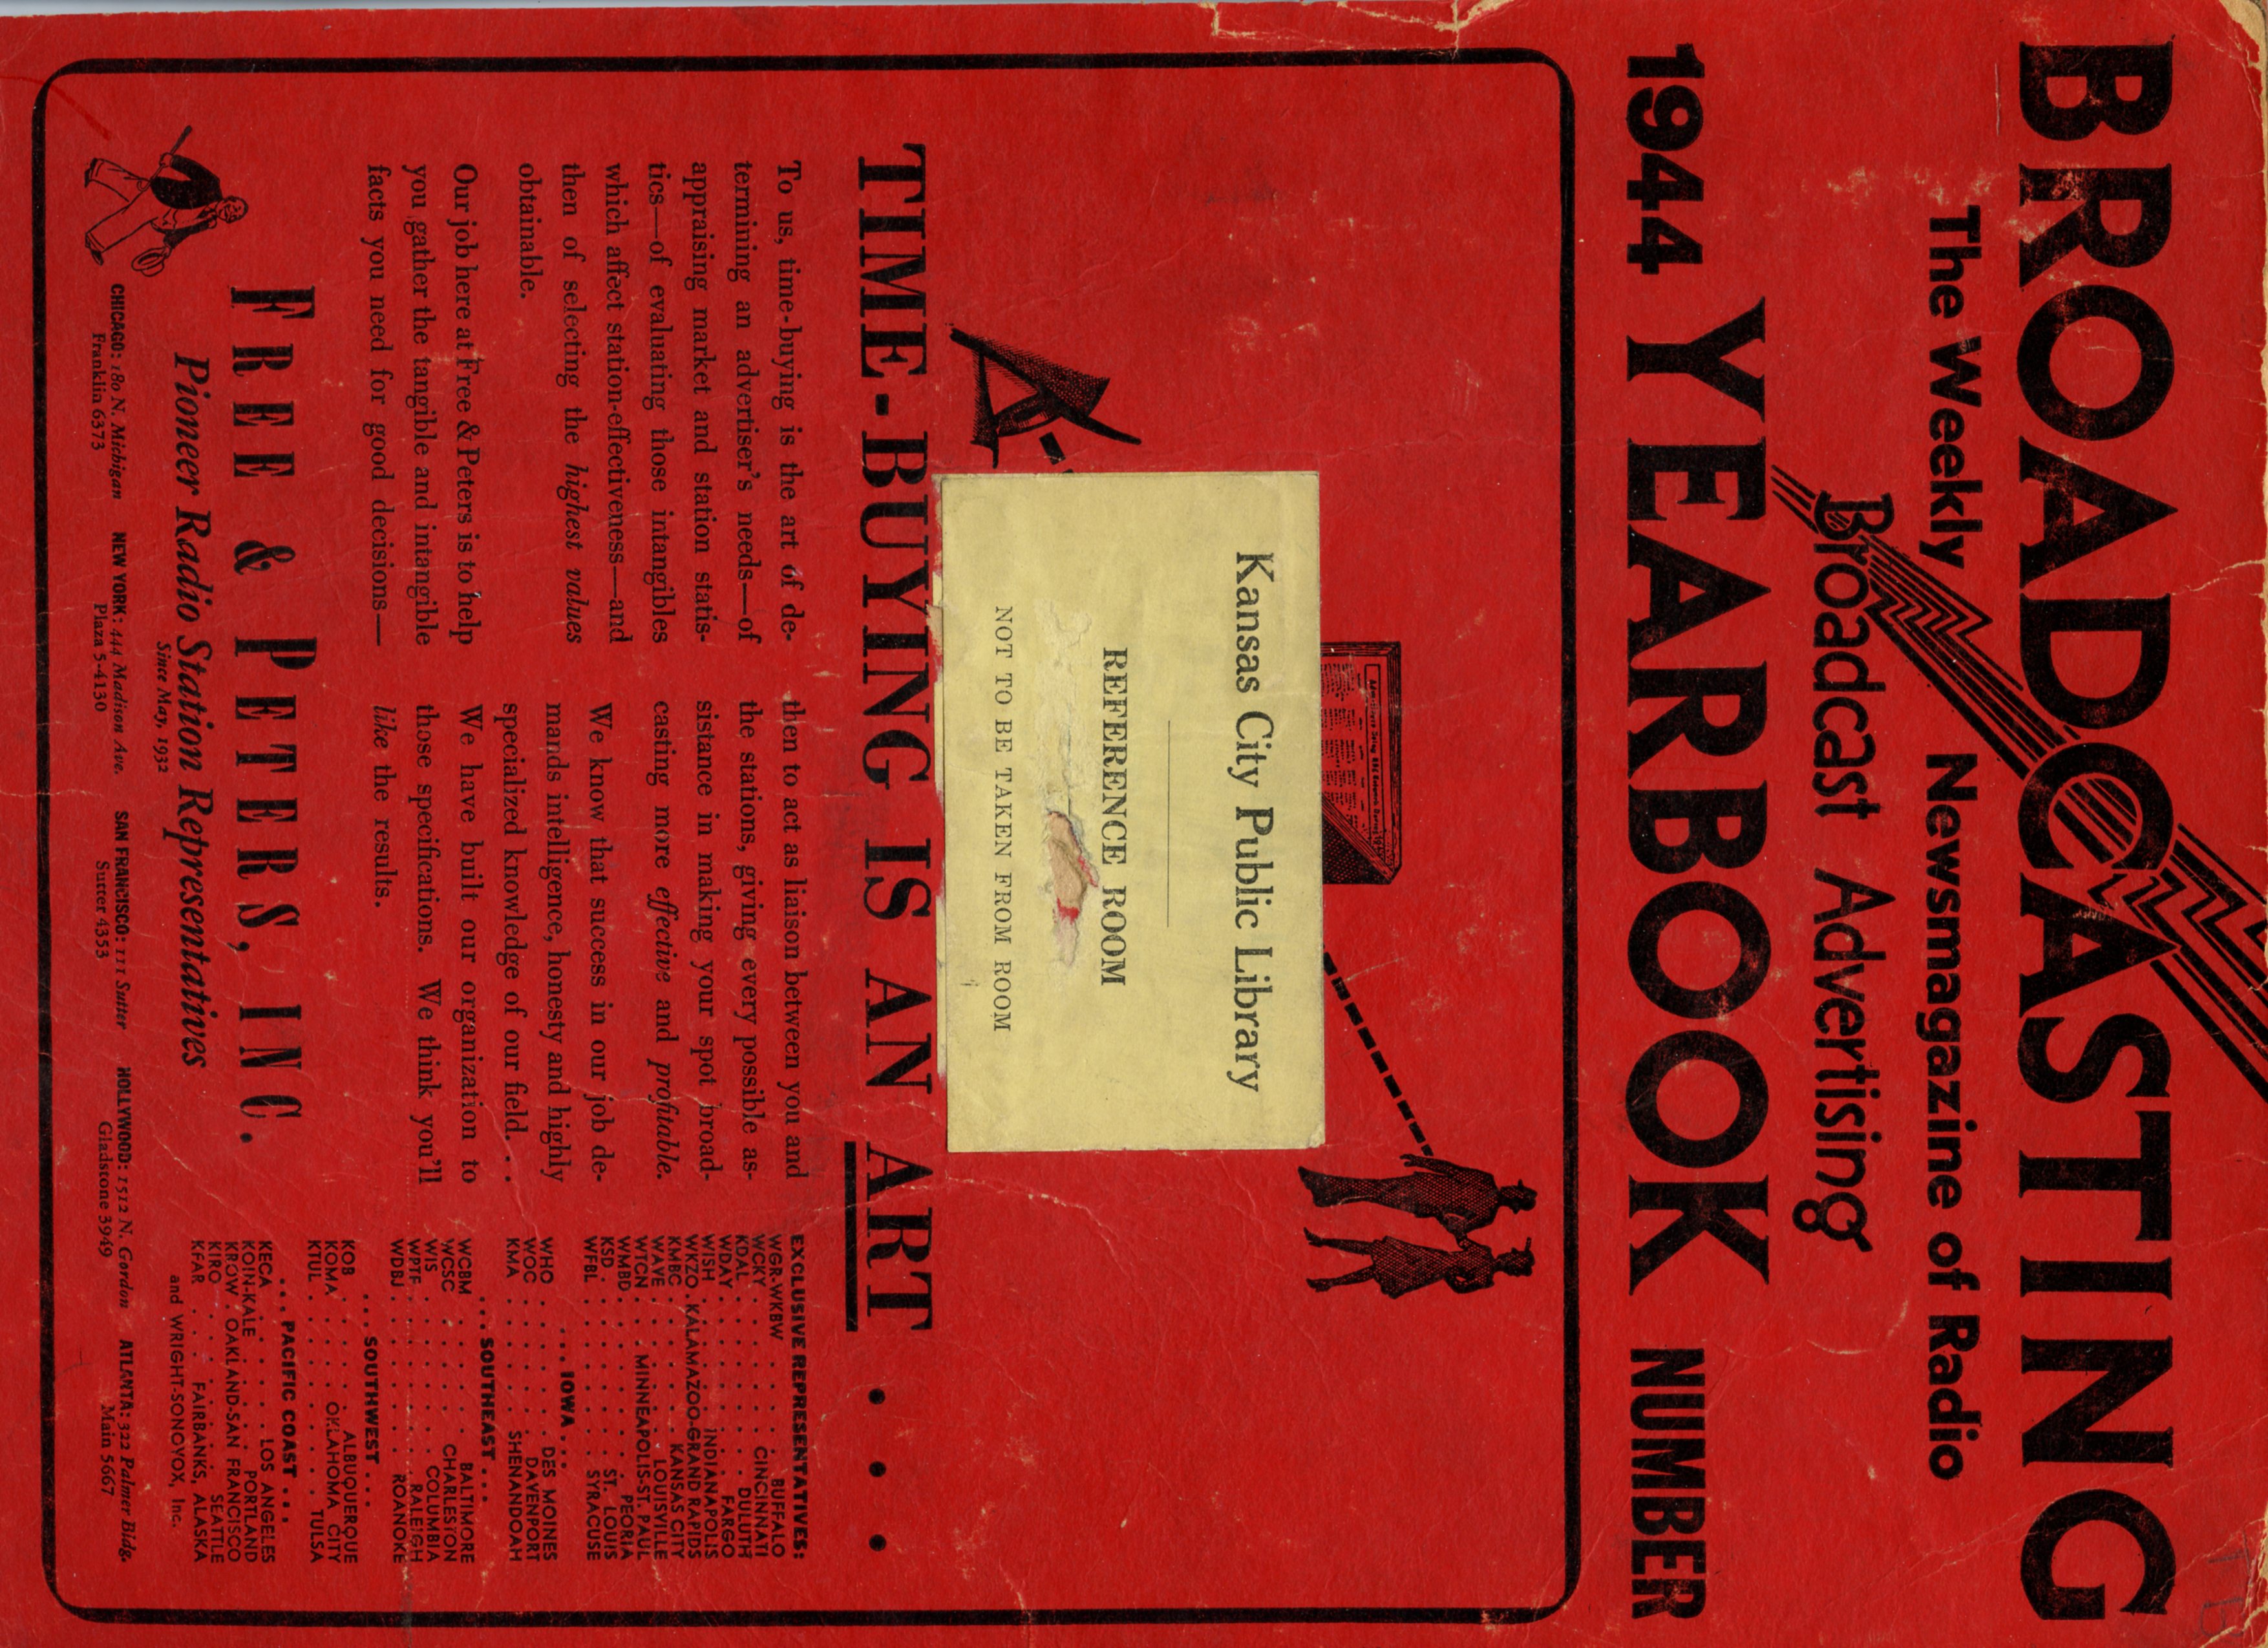 BROADCASTING
The Weekly Newsmagazine of Radio
Broadcast Advertising
1944 YEARBOOK NUMBER
Kansas City Public Library
REFERENCE ROOM
NOT TO BE TAKEN FROM ROOM
TIME-BUYING IS AN ART . . .
To us, time-buying is the art of de-
termining an advertiser's needs—of
appraising market and station statis-
tics—of evaluating those intangibles
which affect station-effectiveness—and
then of selecting the highest values
obtainable.
Our job here at Free & Peters is to help
you gather the tangible and intangible
facts you need for good decisions—
then to act as liaison between you and
the stations, giving every possible as-
sistance in making your spot broad-
casting more effective and profitable.
We know that success in our job de-
mands intelligence, honesty and highly
specialized knowledge of our field. . .
We have built our organization to
those specifications. We think you'll
like the results.
EXCLUSIVE REPRESENTATIVES:
WGR-WKBW . . . . BUFFALO
WCKY . . . . CINCINNATI
KDAL . . . . DULUTH
WDAY . . . . FARGO
WISH . . . . INDIANAPOLIS
WKZO . KALAMAZOO-GRAND RAPIDS
KMBC . . . . KANSAS CITY
WAVE . . . . LOUISVILLE
WTCN . . MINNEAPOLIS-ST. PAUL
WMBD . . . . PEORIA
KSD . . . . ST. LOUIS
WFBL . . . . SYRACUSE
. . . IOWA . . .
WHO . . . . DES MOINES
WOC . . . . DAVENPORT
KMA . . . . SHENANDOAH
. . . SOUTHEAST . . .
WCBM . . . . BALTIMORE
WCSC . . . . CHARLESTON
WIS . . . . COLUMBIA
WPTF . . . . RALEIGH
WDBJ . . . . ROANOKE
. . . SOUTHWEST . . .
KOB . . . . ALBUQUERQUE
KOMA . . . . OKLAHOMA CITY
KTUL . . . . TULSA
. . . PACIFIC COAST . . .
KECA . . . . LOS ANGELES
KOIN-KALE . . . . PORTLAND
KROW . OAKLAND-SAN FRANCISCO
KIRO . . . . SEATTLE
KFAR . . . FAIRBANKS, ALASKA
and WRIGHT-SONOVOX, Inc.
FREE & PETERS, INC.
Pioneer Radio Station Representatives
Since May, 1932
CHICAGO: 180 N. Michigan NEW YORK: 444 Madison Ave. SAN FRANCISCO: 111 Sutter HOLLYWOOD: 1512 N. Gordon ATLANTA: 322 Palmer Bldg.
Franklin 6373 Plaza 5-4130 Sutter 4353 Gladstone 3949 Main 5667